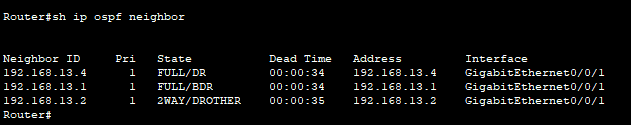 Router#sh ip ospf neighbor
Neighbor ID     Pri   State           Dead Time   Address         Interface
192.168.13.4      1   FULL/DR         00:00:34    192.168.13.4    GigabitEthernet0/0/1
192.168.13.1      1   FULL/BDR        00:00:34    192.168.13.1    GigabitEthernet0/0/1
192.168.13.2      1   2WAY/DROTHER    00:00:35    192.168.13.2    GigabitEthernet0/0/1
Router#